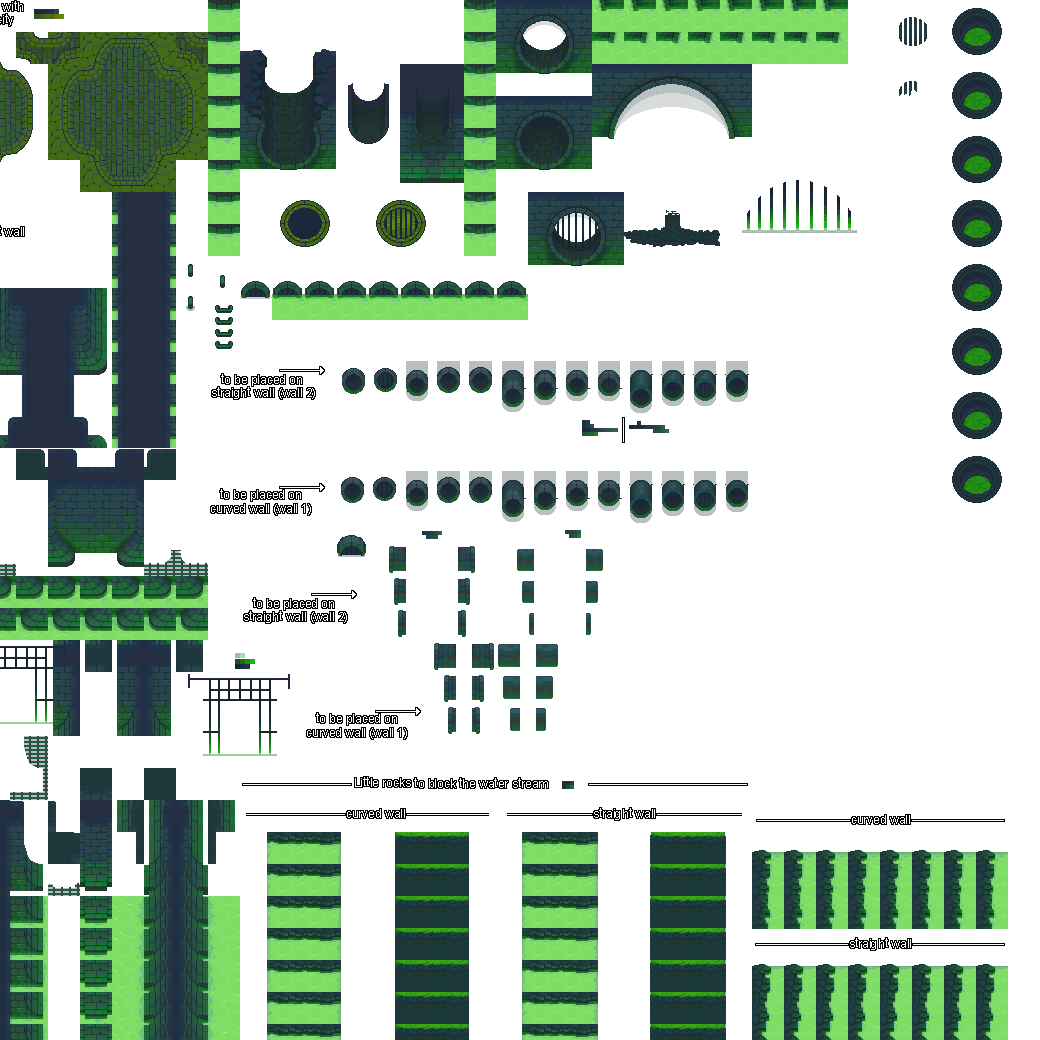 with
ity
t wall
to be placed on
straight wall (wall 2)
to be placed on
curved wall (wall 1)
to be placed on
straight wall (wall 2)
to be placed on
curved wall (wall 1)
Little rocks to block the water stream
curved wall
straight wall
curved wall
straight wall